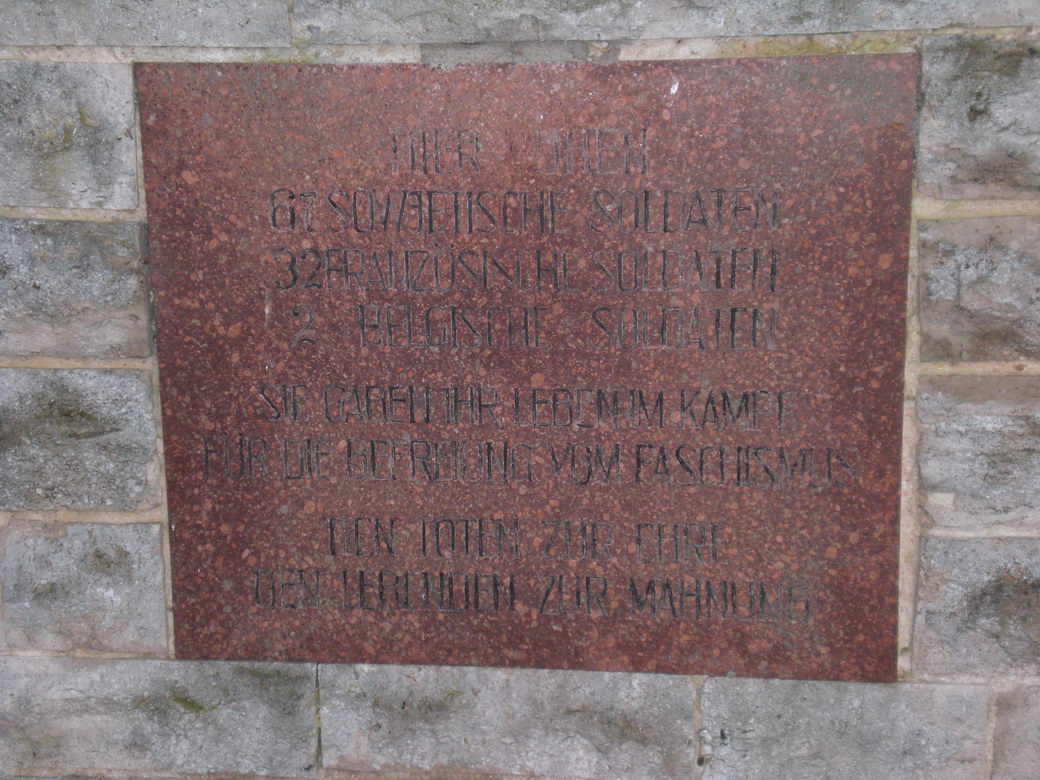 HIER RUHEN
61 SOWJETISCHE SOLDATEN
32 FRANZÖSISCHE SOLDATEN
2 BELGISCHE SOLDATEN
SIE GABEN IHR LEBEN IM KAMPF
FÜR DIE BEFREIUNG VOM FASCHISMUS
DEN TOTEN ZUR EHRE
DEN LEBENDEN ZUR MAHNUNG